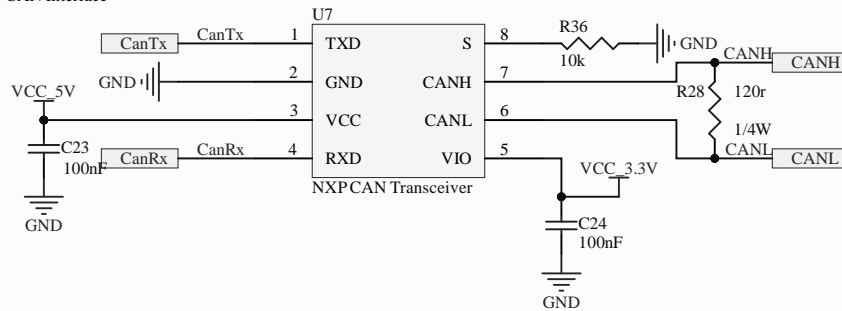 U7
CanTx
CanTx
1
TXD
S
8
R36
10k
GND
GND
2
GND
CANH
7
CANH
CANH
R28
120r
1/4W
VCC_5V
3
VCC
CANL
6
CANL
CANL
C23
100nF
CanRx
CanRx
4
RXD
VIO
5
VCC_3.3V
NXP CAN Transceiver
GND
C24
100nF
GND